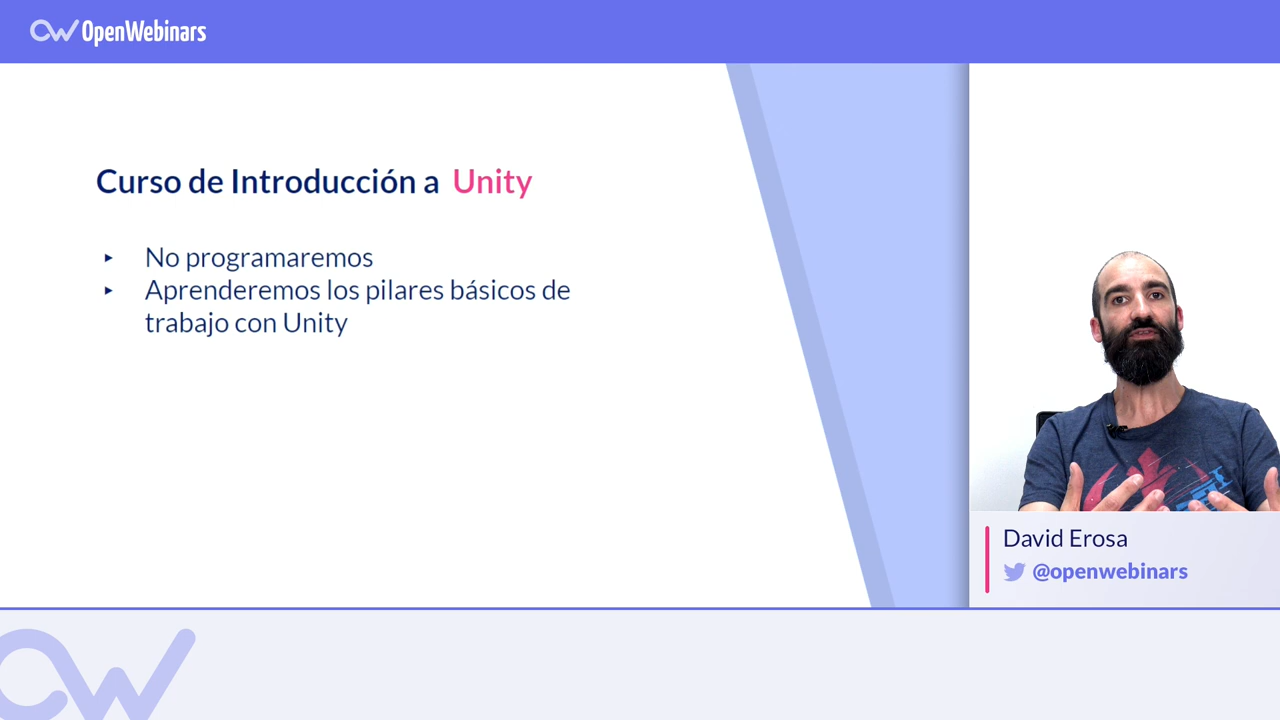 OpenWebinars
Curso de Introducción a Unity
▸ No programaremos
▸ Aprenderemos los pilares básicos de
trabajo con Unity
David Erosa
@openwebinars